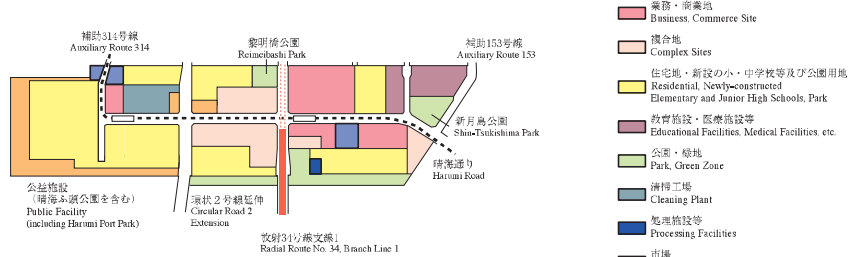 補助314号線
Auxiliary Route 314
黎明橋公園
Reimeibashi Park
補助153号線
Auxiliary Route 153
新月島公園
Shin-Tsukishima Park
晴海通り
Harumi Road
公益施設
(晴海ふ頭公園を含む)
Public Facility
(including Harumi Port Park)
環状2号線延伸
Circular Road 2
Extension
放射34号線支線1
Radial Route No. 34, Branch Line 1
業務・商業地
Business, Commerce Site
複合地
Complex Sites
住宅地・新設の小・中学校等及び公園用地
Residential, Newly-constructed
Elementary and Junior High Schools, Park
教育施設・医療施設等
Educational Facilities, Medical Facilities, etc.
公園・緑地
Park, Green Zone
清掃工場
Cleaning Plant
処理施設等
Processing Facilities
市場